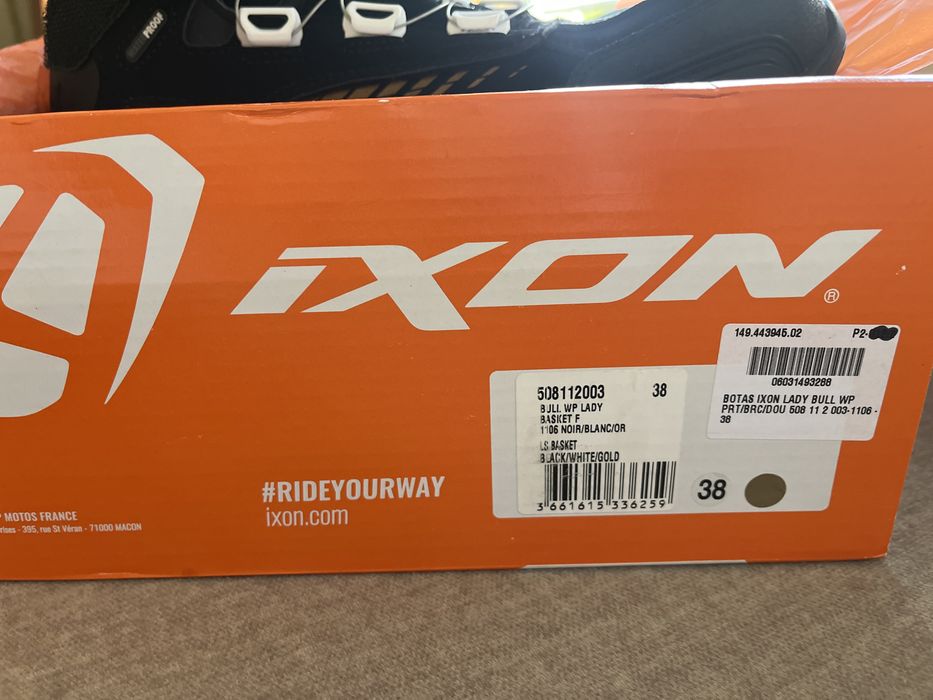 PROOF
iXON®
149.443945.02 P2-
06031493288
BOTAS IXON LADY BULL WP
PRT/BRC/DOU 508 11 2 003-1106 -
38
508112003 38
BULL WP LADY
BASKET F
1106 NOIR/BLANC/OR
LS BASKET
BLACK/WHITE/GOLD
3 661615 336259
38
#RIDEYOURWAY
ixon.com
MOTOS FRANCE
- 395, rue St Véran - 71000 MACON